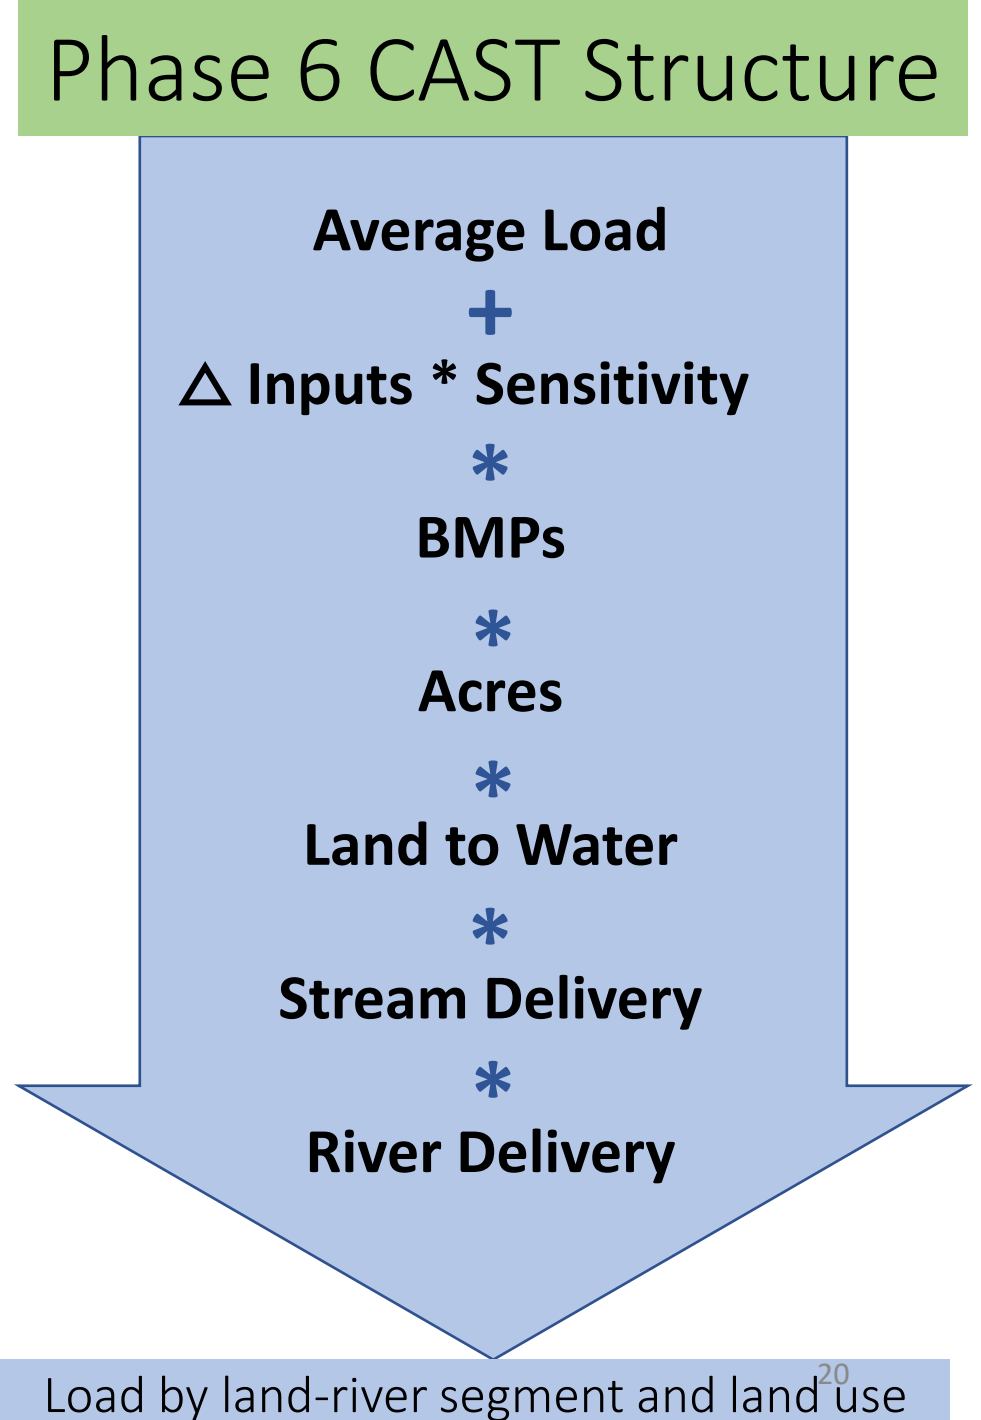 Phase 6 CAST Structure
Average Load
+
△ Inputs * Sensitivity
*
BMPs
*
Acres
*
Land to Water
*
Stream Delivery
*
River Delivery
20
Load by land-river segment and land use